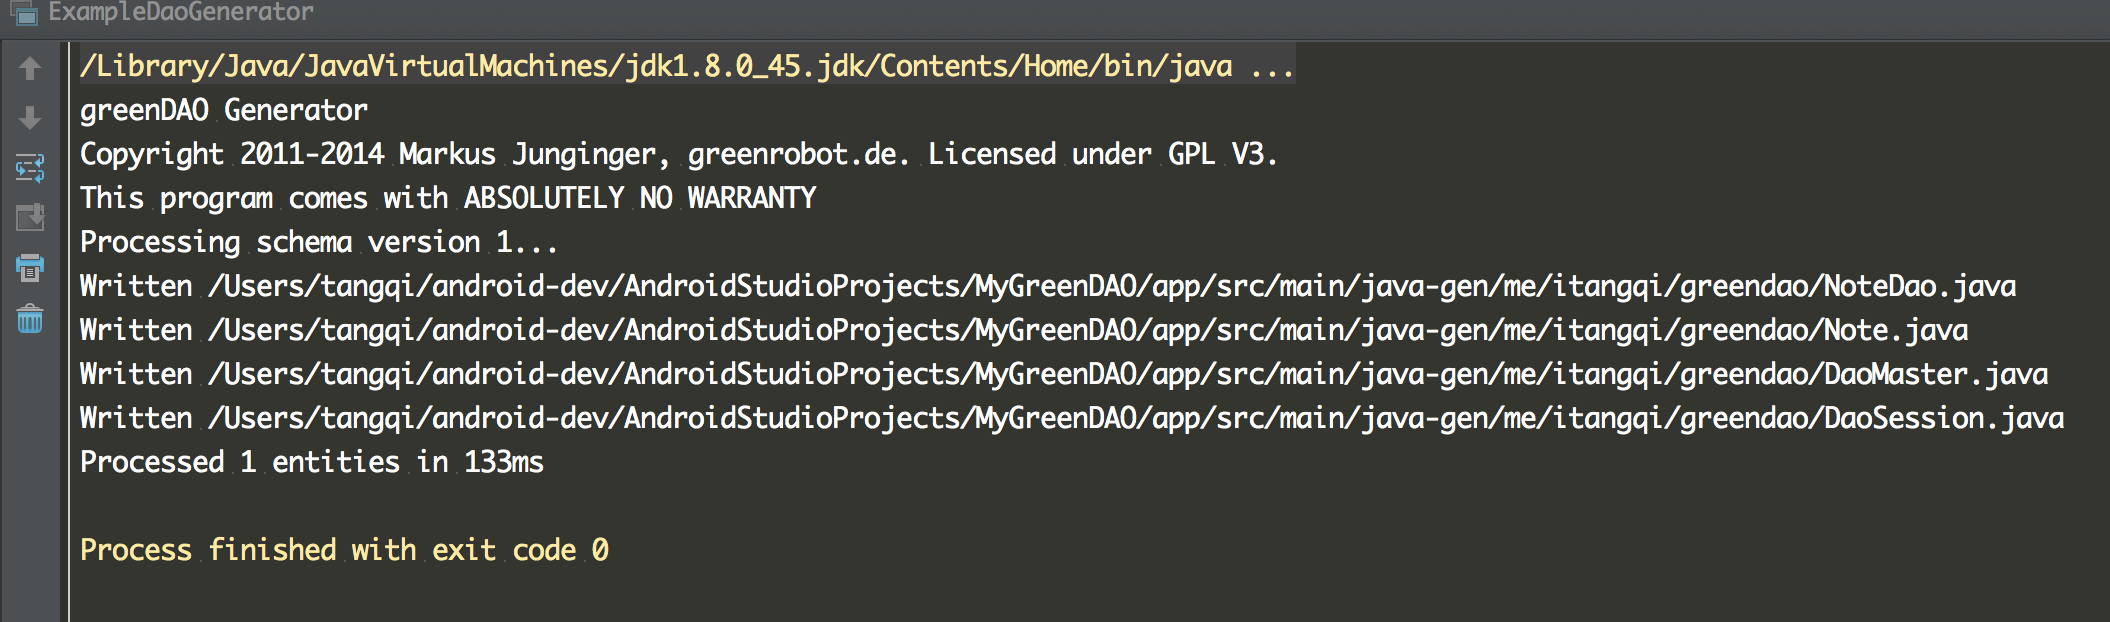 ExampleDaoGenerator
/Library/Java/JavaVirtualMachines/jdk1.8.0_45.jdk/Contents/Home/bin/java ...
greenDAO Generator
Copyright 2011-2014 Markus Junginger, greenrobot.de. Licensed under GPL V3.
This program comes with ABSOLUTELY NO WARRANTY
Processing schema version 1...
Written /Users/tangqi/android-dev/AndroidStudioProjects/MyGreenDAO/app/src/main/java-gen/me/itangqi/greendao/NoteDao.java
Written /Users/tangqi/android-dev/AndroidStudioProjects/MyGreenDAO/app/src/main/java-gen/me/itangqi/greendao/Note.java
Written /Users/tangqi/android-dev/AndroidStudioProjects/MyGreenDAO/app/src/main/java-gen/me/itangqi/greendao/DaoMaster.java
Written /Users/tangqi/android-dev/AndroidStudioProjects/MyGreenDAO/app/src/main/java-gen/me/itangqi/greendao/DaoSession.java
Processed 1 entities in 133ms
Process finished with exit code 0